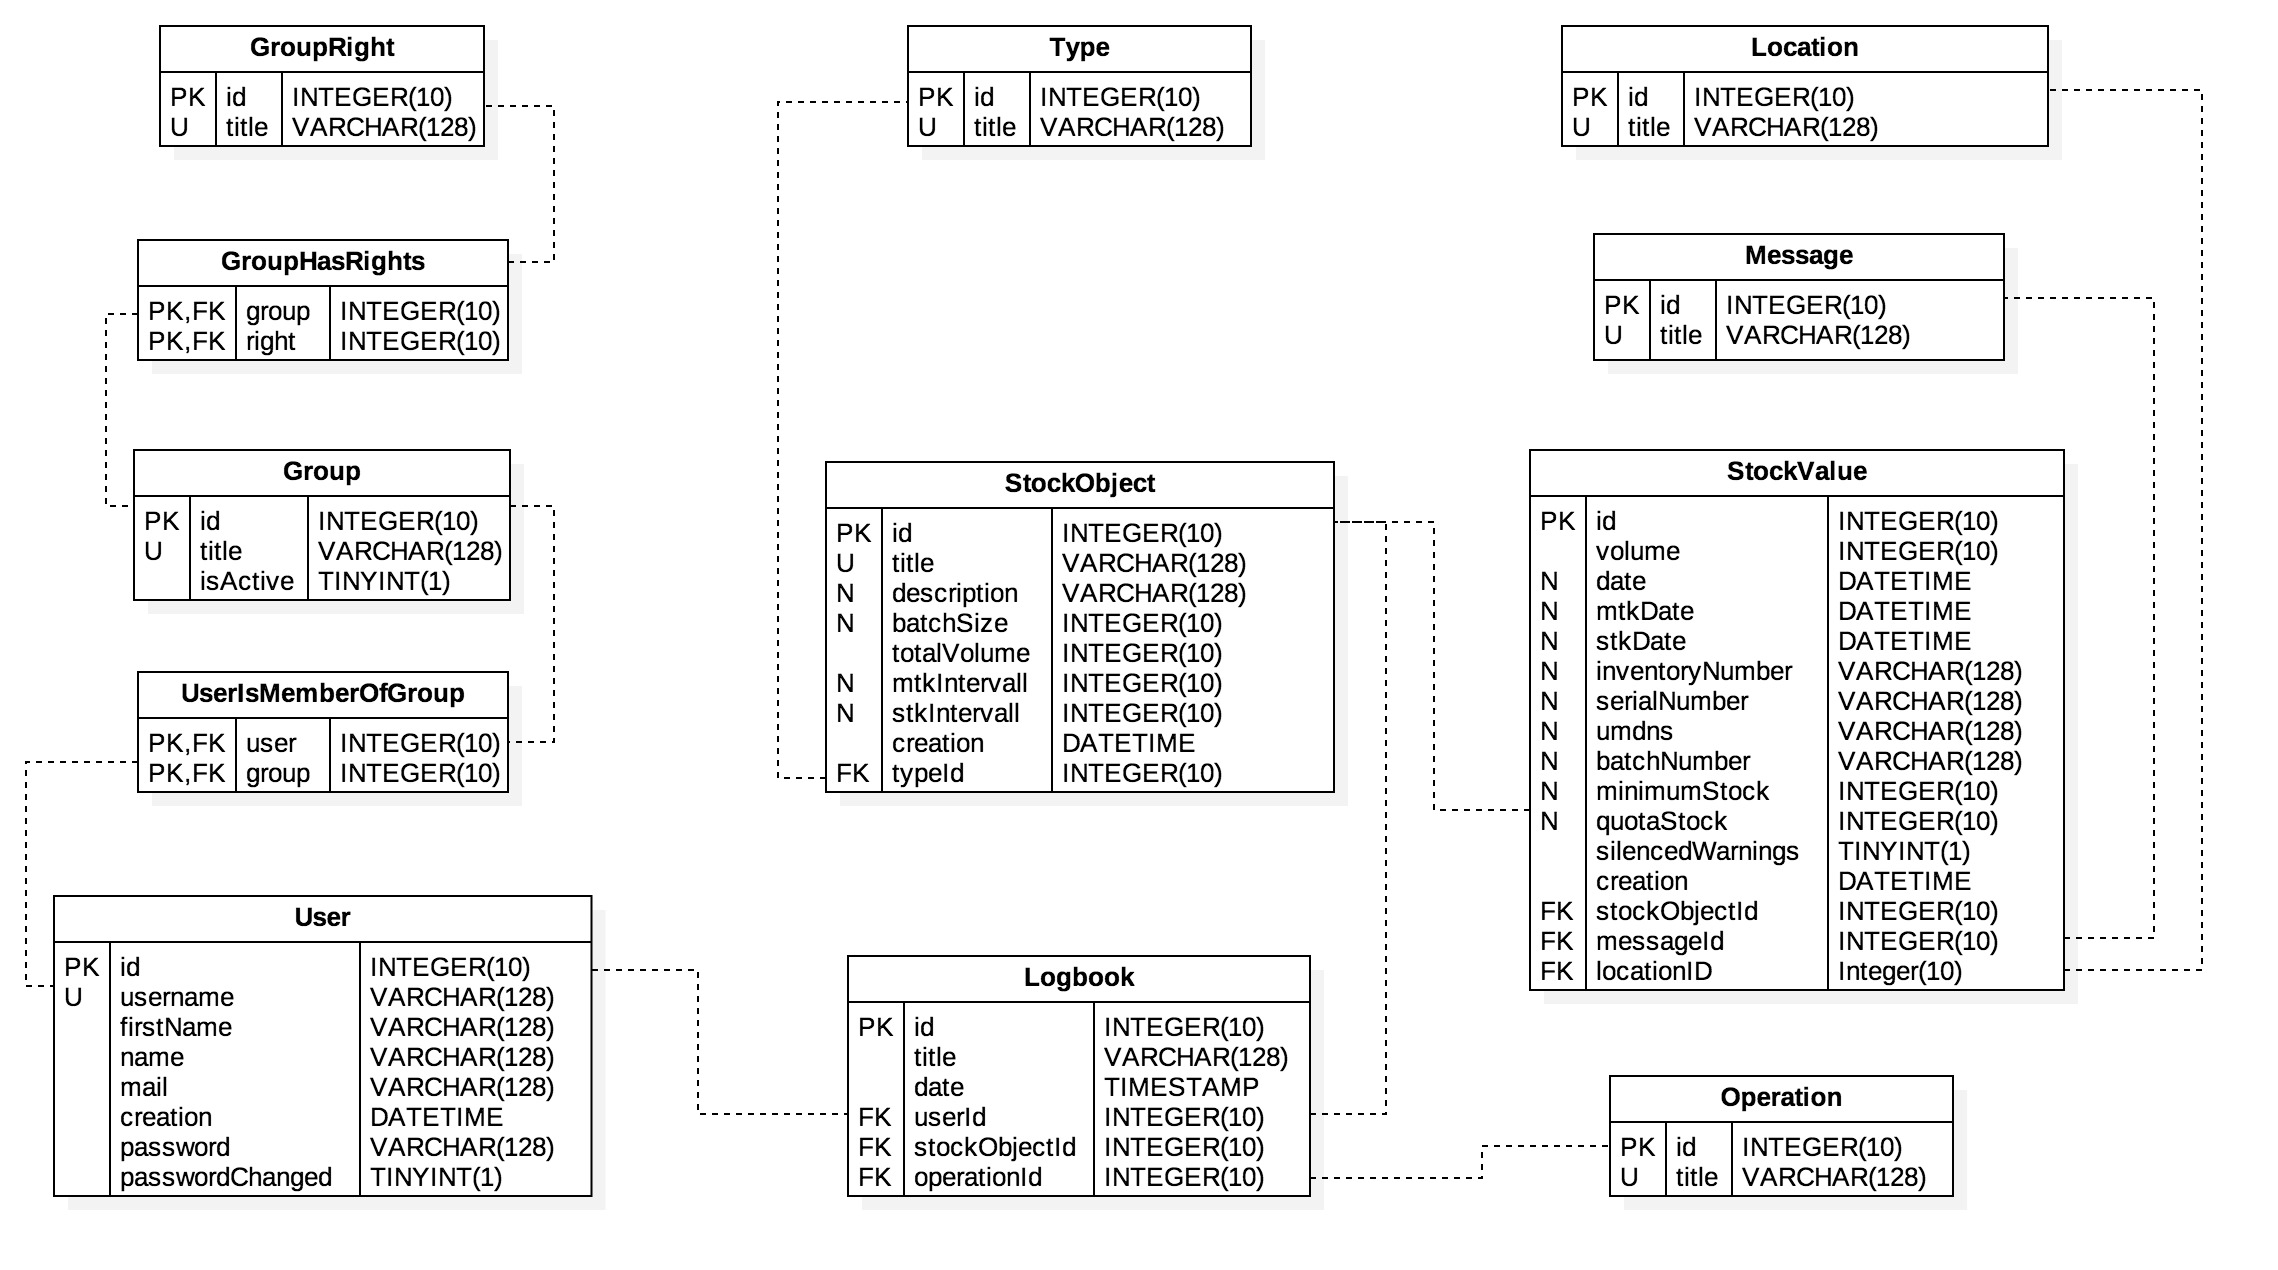 GroupRight
PK id INTEGER(10)
U title VARCHAR(128)
Type
PK id INTEGER(10)
U title VARCHAR(128)
Location
PK id INTEGER(10)
U title VARCHAR(128)
GroupHasRights
PK,FK group INTEGER(10)
PK,FK right INTEGER(10)
Message
PK id INTEGER(10)
U title VARCHAR(128)
Group
PK id INTEGER(10)
U title VARCHAR(128)
isActive TINYINT(1)
StockObject
PK id INTEGER(10)
U title VARCHAR(128)
N description VARCHAR(128)
N batchSize INTEGER(10)
totalVolume INTEGER(10)
N mtkIntervall INTEGER(10)
N stkIntervall INTEGER(10)
creation DATETIME
FK typeId INTEGER(10)
StockValue
PK id INTEGER(10)
volume INTEGER(10)
N date DATETIME
N mtkDate DATETIME
N stkDate DATETIME
N inventoryNumber VARCHAR(128)
N serialNumber VARCHAR(128)
N umdns VARCHAR(128)
N batchNumber VARCHAR(128)
N minimumStock INTEGER(10)
N quotaStock INTEGER(10)
silencedWarnings TINYINT(1)
creation DATETIME
FK stockObjectId INTEGER(10)
FK messageId INTEGER(10)
FK locationID Integer(10)
UserIsMemberOfGroup
PK,FK user INTEGER(10)
PK,FK group INTEGER(10)
User
PK id INTEGER(10)
U username VARCHAR(128)
firstName VARCHAR(128)
name VARCHAR(128)
mail VARCHAR(128)
creation DATETIME
password VARCHAR(128)
passwordChanged TINYINT(1)
Logbook
PK id INTEGER(10)
title VARCHAR(128)
date TIMESTAMP
FK userId INTEGER(10)
FK stockObjectId INTEGER(10)
FK operationId INTEGER(10)
Operation
PK id INTEGER(10)
U title VARCHAR(128)